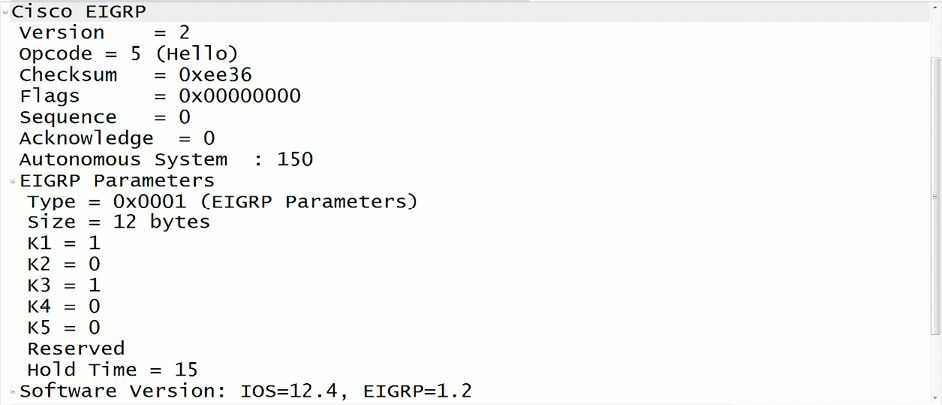 Cisco EIGRP
Version = 2
Opcode = 5 (Hello)
Checksum = 0xee36
Flags = 0x00000000
Sequence = 0
Acknowledge = 0
Autonomous System : 150
EIGRP Parameters
Type = 0x0001 (EIGRP Parameters)
Size = 12 bytes
K1 = 1
K2 = 0
K3 = 1
K4 = 0
K5 = 0
Reserved
Hold Time = 15
Software Version: IOS=12.4, EIGRP=1.2